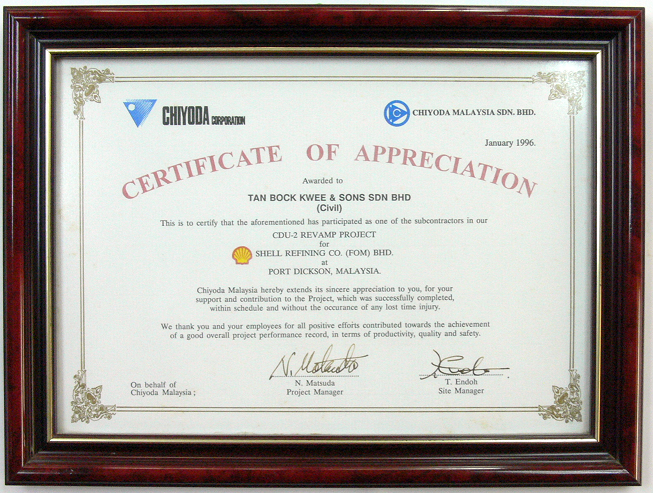 CHIYODA CORPORATION
CHIYODA MALAYSIA SDN. BHD.
January 1996.
CERTIFICATE OF APPRECIATION
Awarded to
TAN BOCK KWEE & SONS SDN BHD
(Civil)
This is to certify that the aforementioned has participated as one of the subcontractors in our
CDU-2 REVAMP PROJECT
for
SHELL REFINING CO. (FOM) BHD.
at
PORT DICKSON, MALAYSIA.
Chiyoda Malaysia hereby extends its sincere appreciation to you, for your
support and contribution to the Project, which was successfully completed,
within schedule and without the occurance of any lost time injury.
We thank you and your employees for all positive efforts contributed towards the achievement
of a good overall project performance record, in terms of productivity, quality and safety.
N. Matsuda
T. Endoh
On behalf of
Chiyoda Malaysia ;
N. Matsuda
Project Manager
T. Endoh
Site Manager